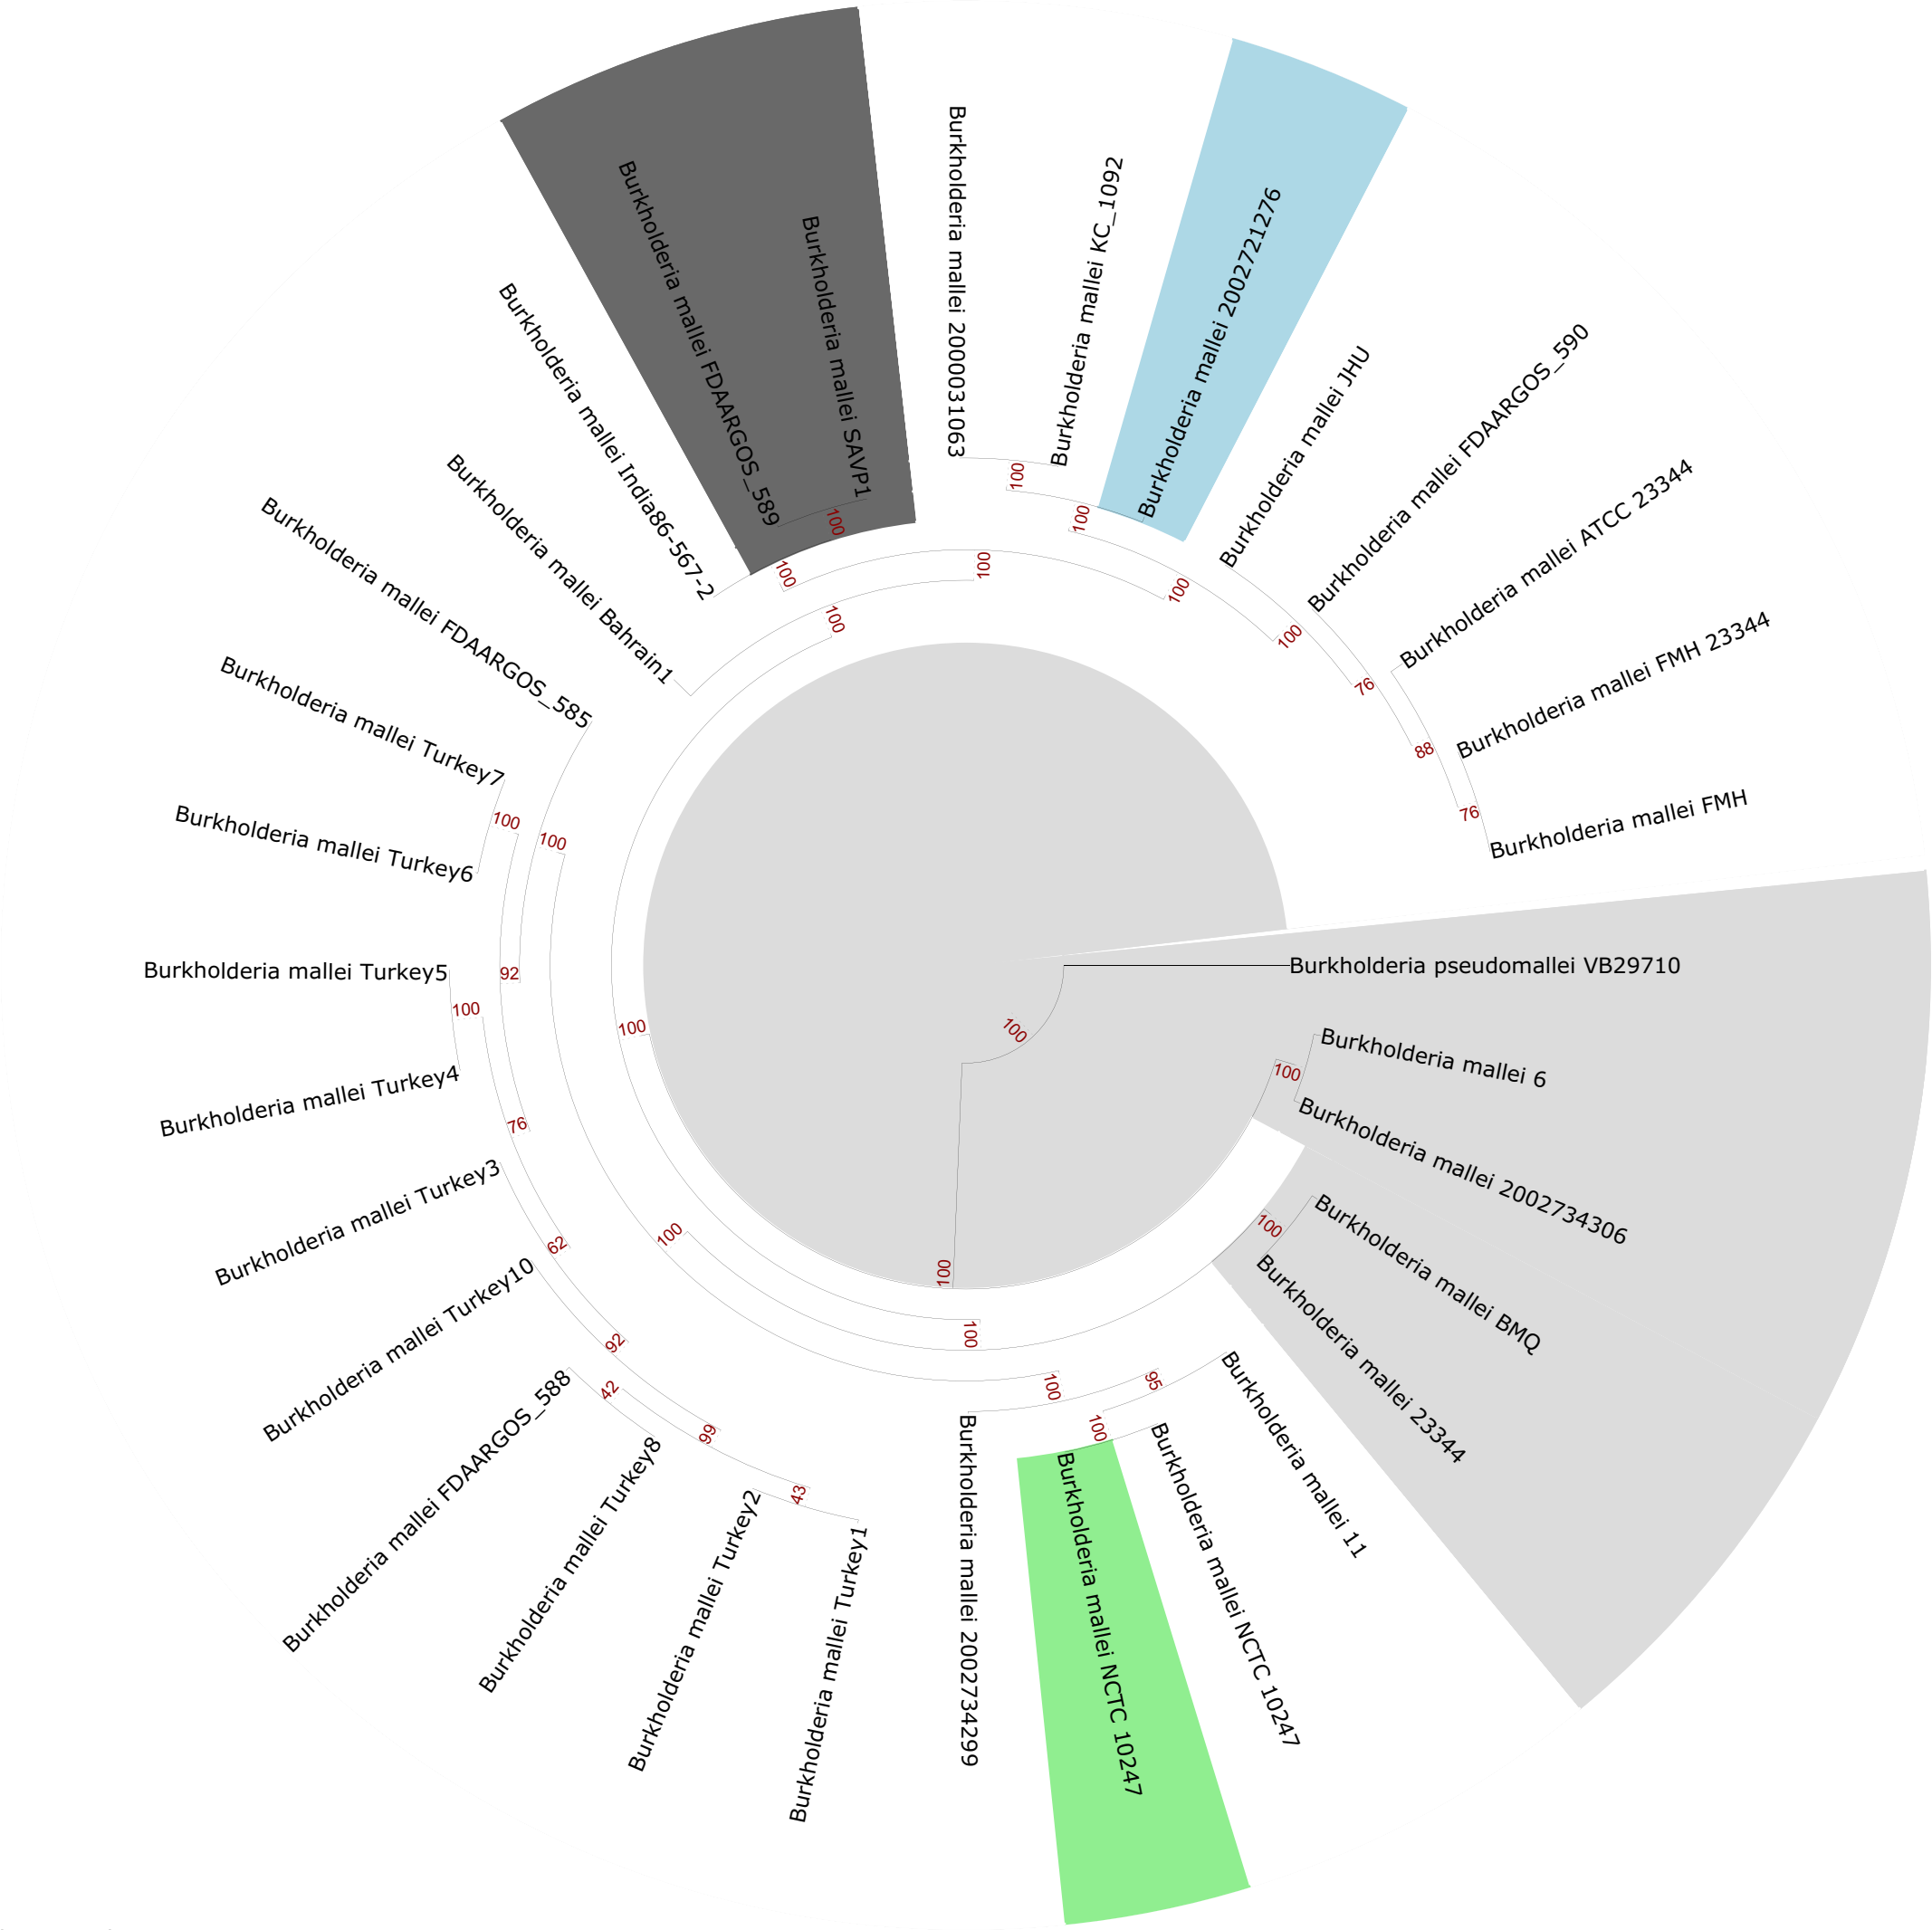 Burkholderia mallei 2000031063
Burkholderia mallei KC_1092
Burkholderia mallei 2002721276
Burkholderia mallei JHU
Burkholderia mallei FDAARGOS_590
Burkholderia mallei ATCC 23344
Burkholderia mallei FMH 23344
Burkholderia mallei FMH
Burkholderia pseudomallei VB29710
Burkholderia mallei 6
Burkholderia mallei 2002734306
Burkholderia mallei BMQ
Burkholderia mallei 23344
Burkholderia mallei 11
Burkholderia mallei NCTC 10247
Burkholderia mallei NCTC 10247
Burkholderia mallei 2002734299
Burkholderia mallei Turkey1
Burkholderia mallei Turkey2
Burkholderia mallei Turkey8
Burkholderia mallei FDAARGOS_588
Burkholderia mallei Turkey10
Burkholderia mallei Turkey3
Burkholderia mallei Turkey4
Burkholderia mallei Turkey5
Burkholderia mallei Turkey6
Burkholderia mallei Turkey7
Burkholderia mallei FDAARGOS_585
Burkholderia mallei Bahrain1
Burkholderia mallei India86-567-2
Burkholderia mallei FDAARGOS_589
Burkholderia mallei SAVP1
100
100
100
100
76
88
76
100
100
100
95
100
100
100
100
100
43
99
42
92
62
76
100
92
100
100
100
100
100
100
100